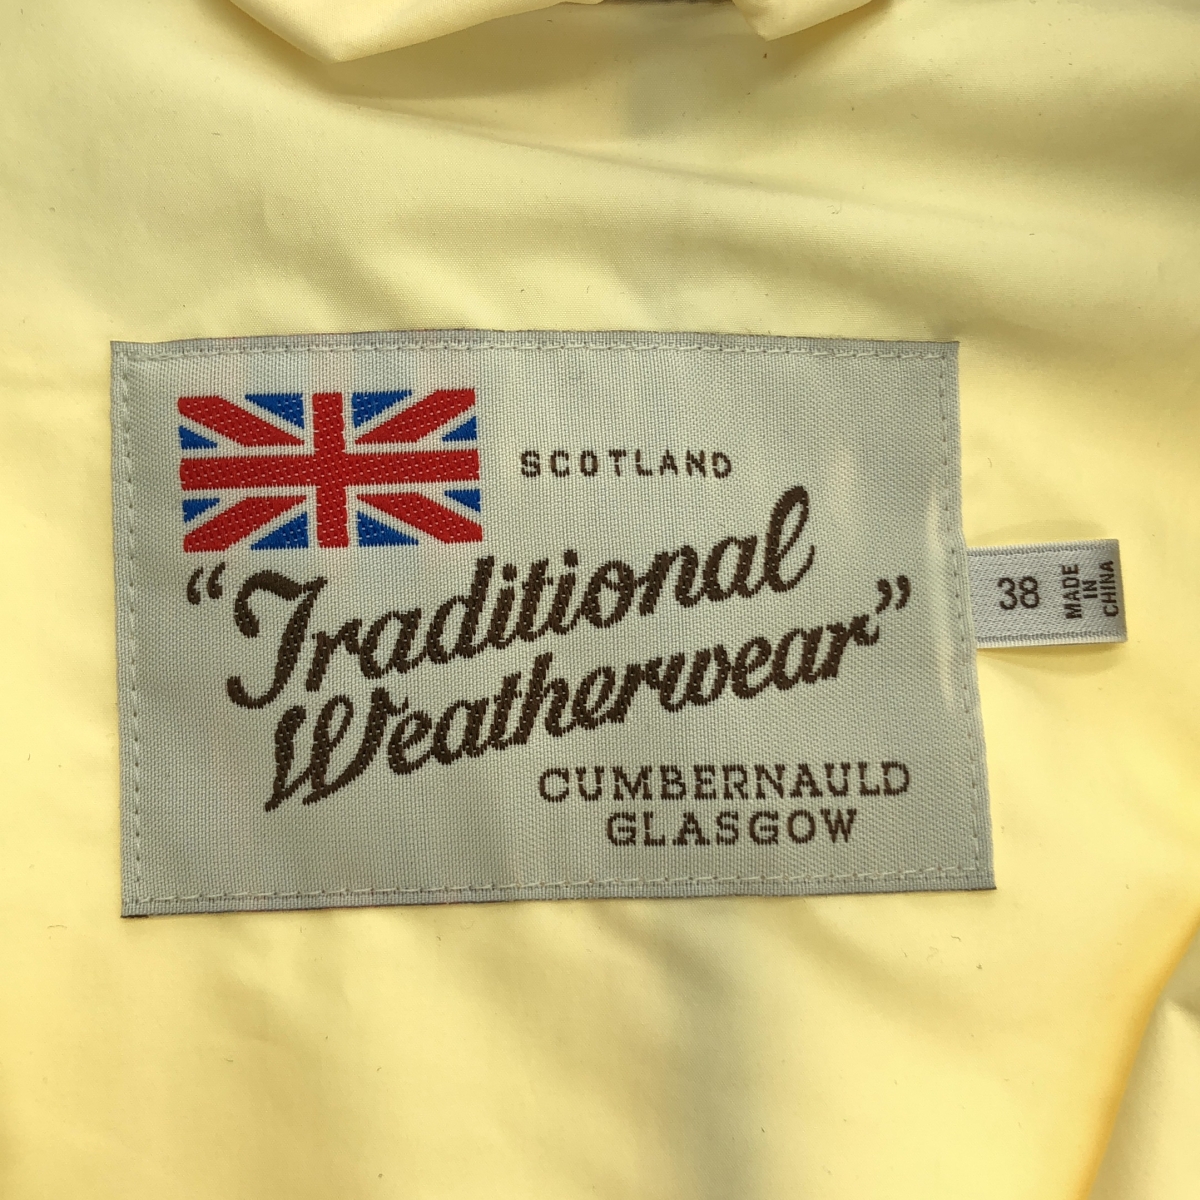 SCOTLAND
“Traditional
Weatherwear”
CUMBERNAULD
GLASGOW
38
MADE
IN
CHINA